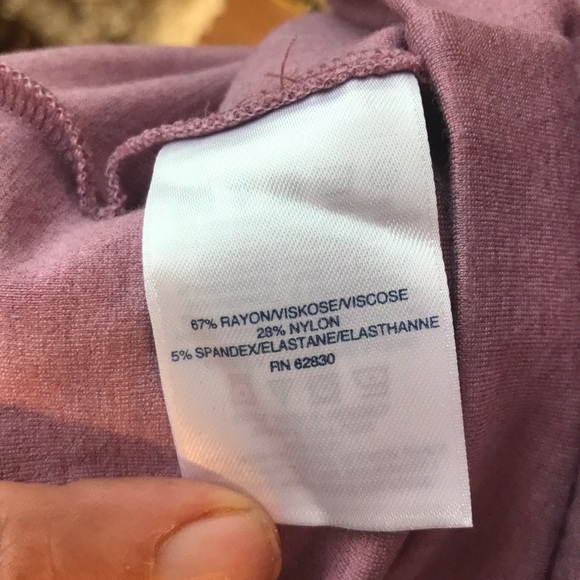 67% RAYON/VISKOSE/VISCOSE
28% NYLON
5% SPANDEX/ELASTANE/ELASTHANNE
RN 62830